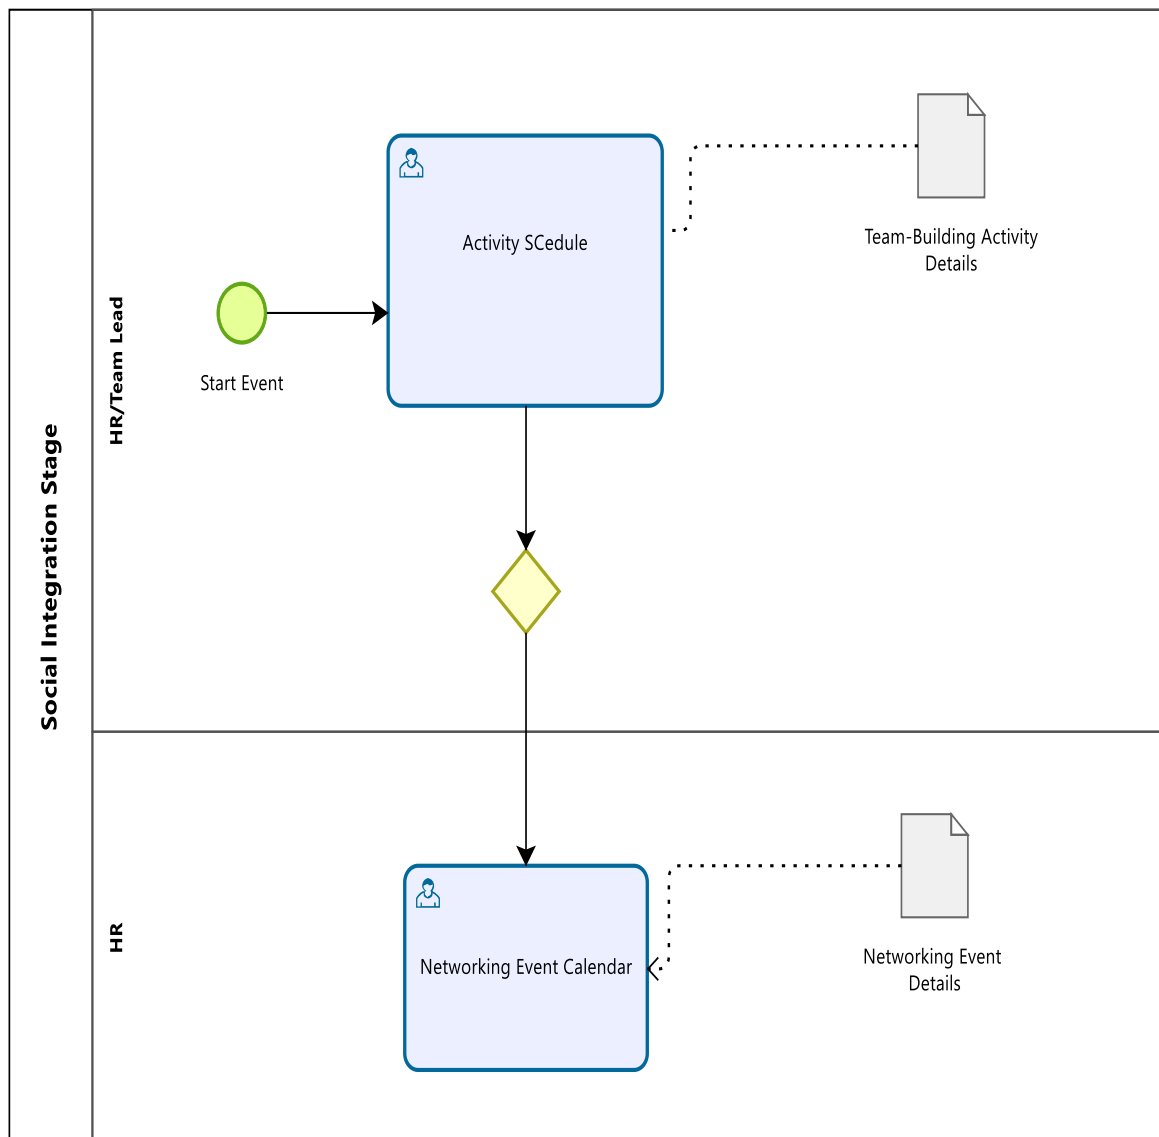 Social Integration Stage
HR/Team Lead
Start Event
Activity SCedule
Team-Building Activity
Details
HR
Networking Event Calendar
Networking Event
Details